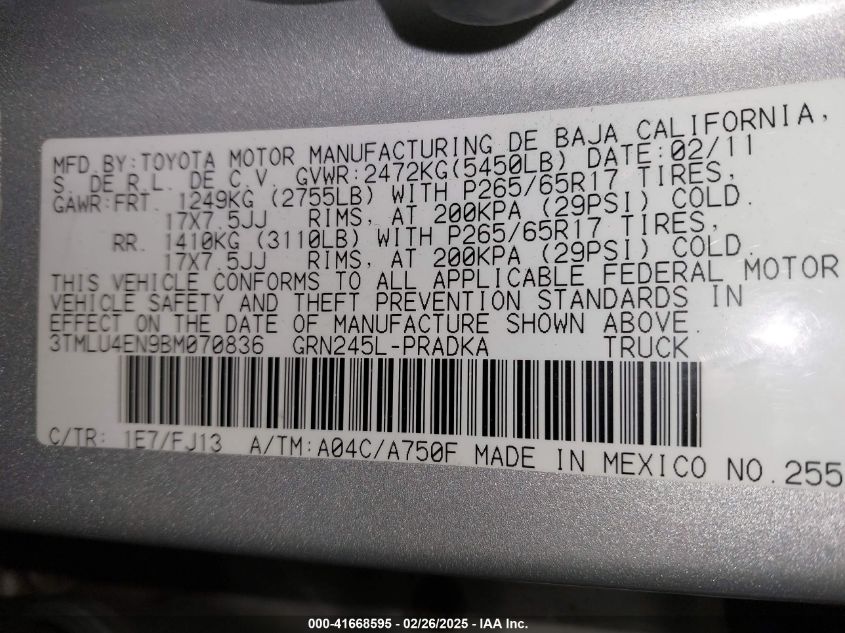 MFD.BY:TOYOTA MOTOR MANUFACTURING DE BAJA CALIFORNIA,
S. DE R.L. DE C.V. GVWR:2472KG(5450LB) DATE:02/11
GAWR:FRT. 1249KG (2755LB) WITH P265/65R17 TIRES,
17X7.5JJ RIMS, AT 200KPA (29PSI) COLD.
RR. 1410KG (3110LB) WITH P265/65R17 TIRES,
17X7.5JJ RIMS, AT 200KPA (29PSI) COLD.
THIS VEHICLE CONFORMS TO ALL APPLICABLE FEDERAL MOTOR
VEHICLE SAFETY AND THEFT PREVENTION STANDARDS IN
EFFECT ON THE DATE OF MANUFACTURE SHOWN ABOVE.
3TMLU4EN9BM070836 GRN245L-PRADKA TRUCK
C/TR: 1E7/FJ13 A/TM:A04C/A750F MADE IN MEXICO NO.255
000-41668595 - 02/26/2025 - IAA Inc.